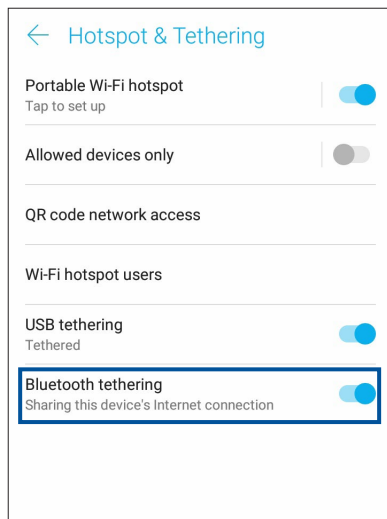 Hotspot & Tethering
Portable Wi-Fi hotspot
Tap to set up
Allowed devices only
QR code network access
Wi-Fi hotspot users
USB tethering
Tethered
Bluetooth tethering
Sharing this device's Internet connection